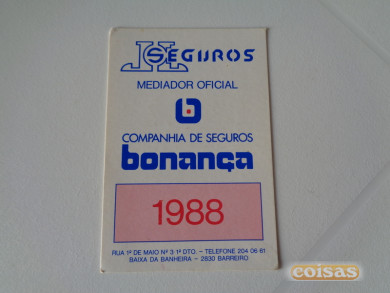 JL SEGUROS
MEDIADOR OFICIAL
b
COMPANHIA DE SEGUROS
bonança
1988
RUA 1º DE MAIO Nº 3 1º DTO. - TELEFONE 204 06 61
BAIXA DA BANHEIRA - 2830 BARREIRO
coisas